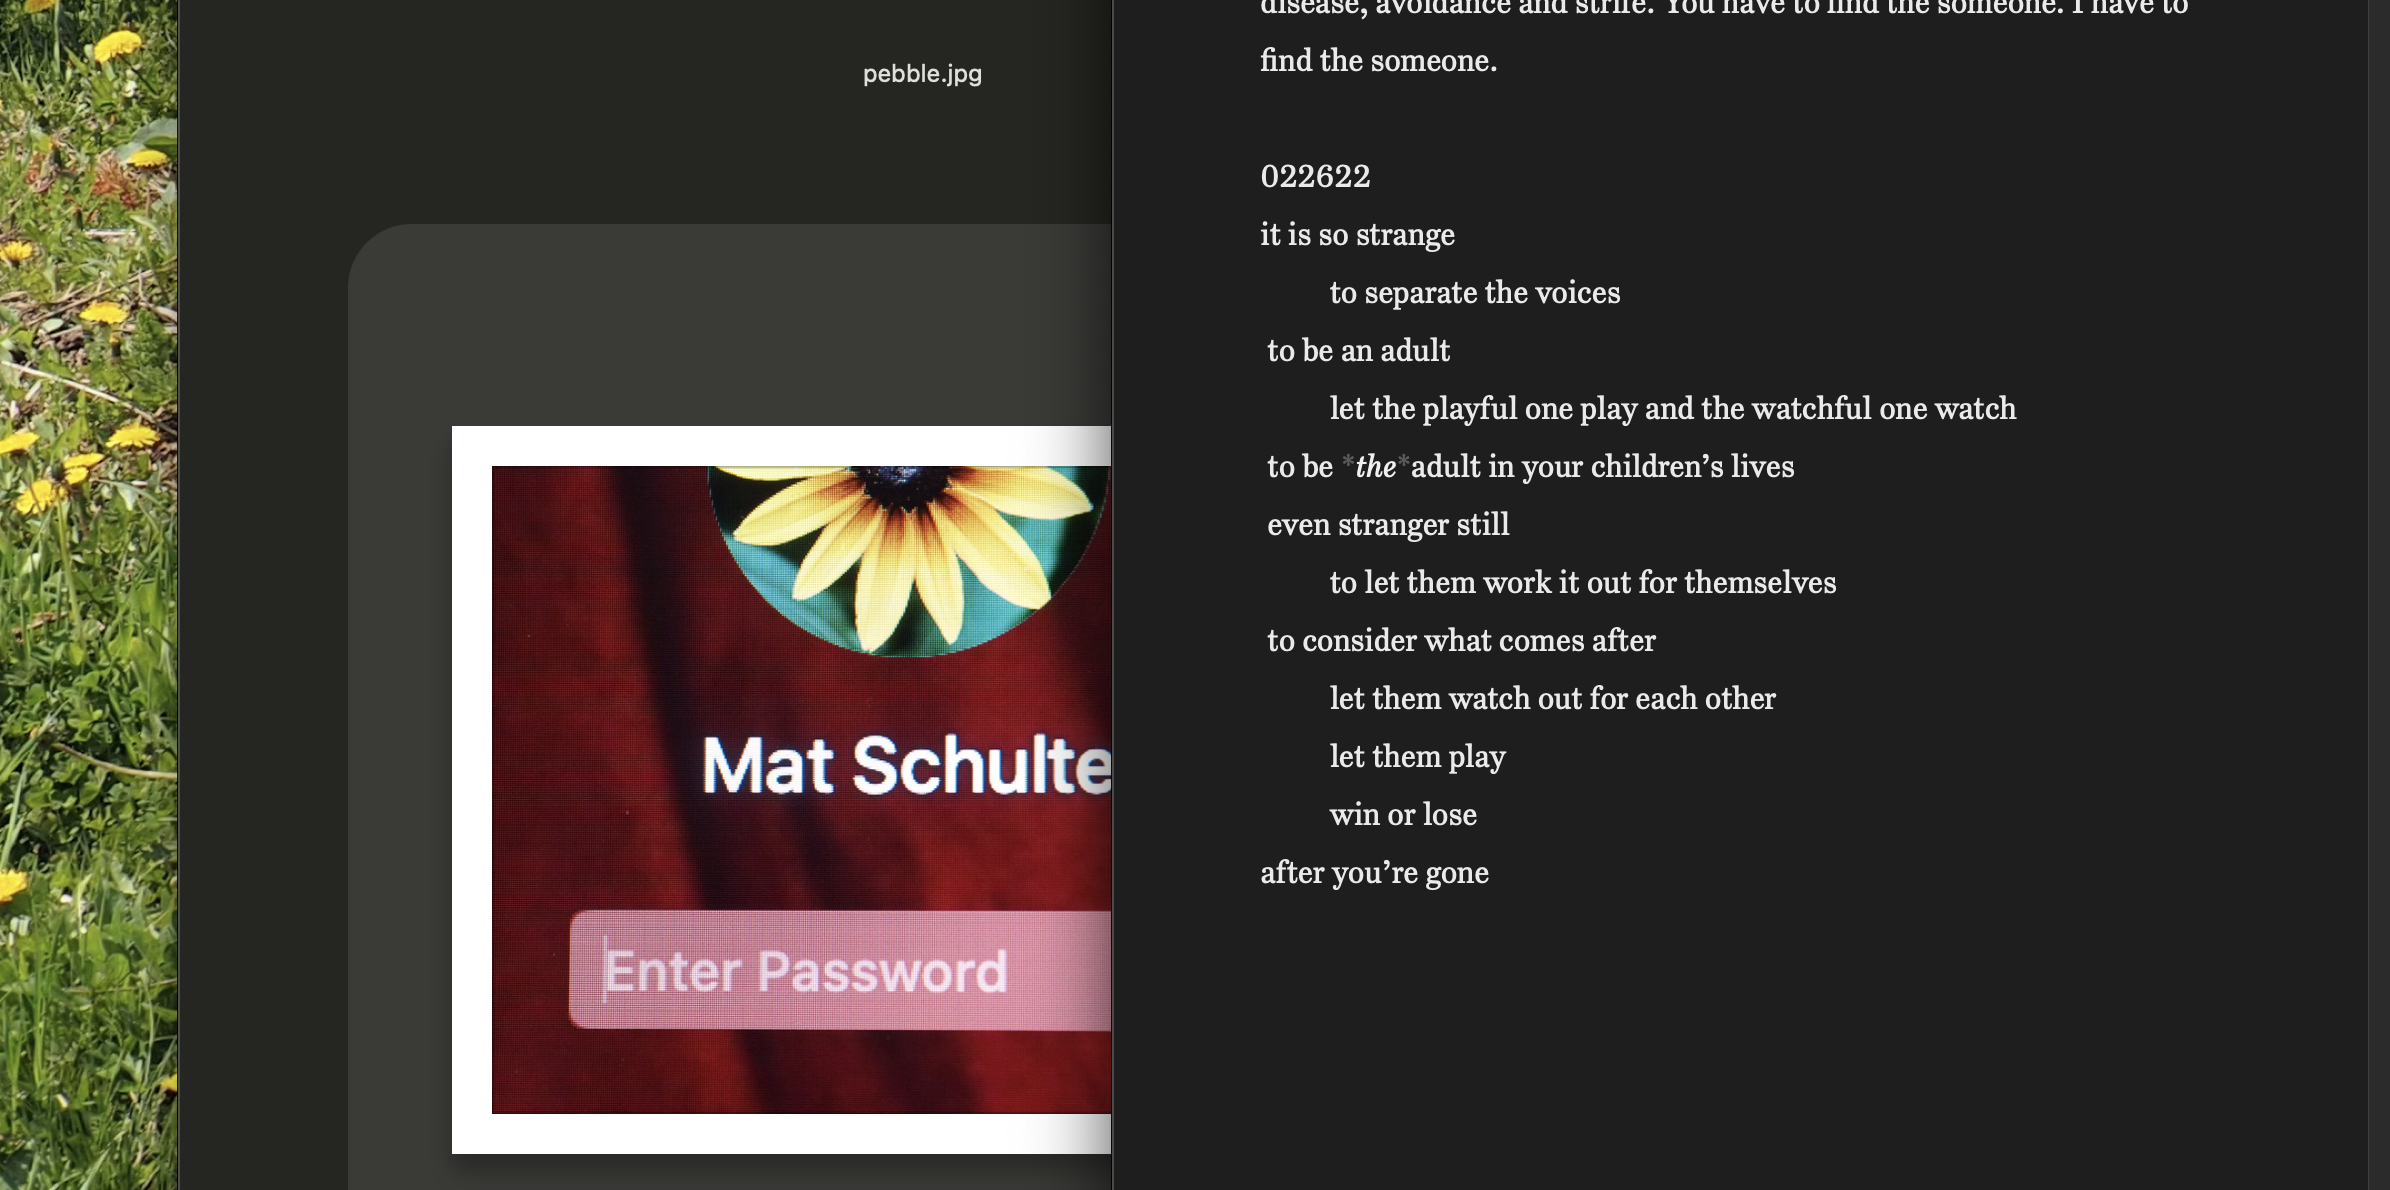 pebble.jpg
Mat Schulte
Enter Password
disease, avoidance and strife. You have to find the someone. I have to
find the someone.
022622
it is so strange
to separate the voices
to be an adult
let the playful one play and the watchful one watch
to be *the*adult in your children’s lives
even stranger still
to let them work it out for themselves
to consider what comes after
let them watch out for each other
let them play
win or lose
after you’re gone